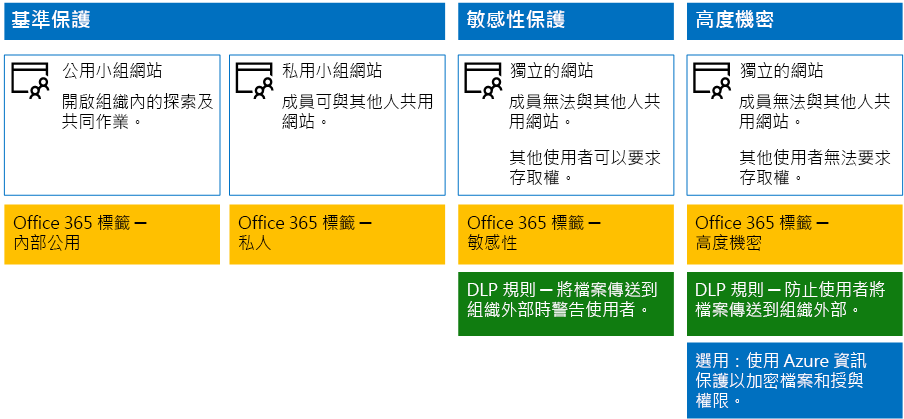 基準保護
敏感性保護
高度機密
公用小組網站
開啟組織內的探索及
共同作業。
私用小組網站
成員可與其他人共用
網站。
獨立的網站
成員無法與其他人共
用網站。
其他使用者可以要求
存取權。
獨立的網站
成員無法與其他人共
用網站。
其他使用者無法要求
存取權。
Office 365 標籤 ─
內部公用
Office 365 標籤 ─
私人
Office 365 標籤 ─
敏感性
Office 365 標籤 ─
高度機密
DLP 規則 ─ 將檔案傳送到
組織外部時警告使用者。
DLP 規則 ─ 防止使用者將
檔案傳送到組織外部。
選用：使用 Azure 資訊
保護以加密檔案和授與
權限。